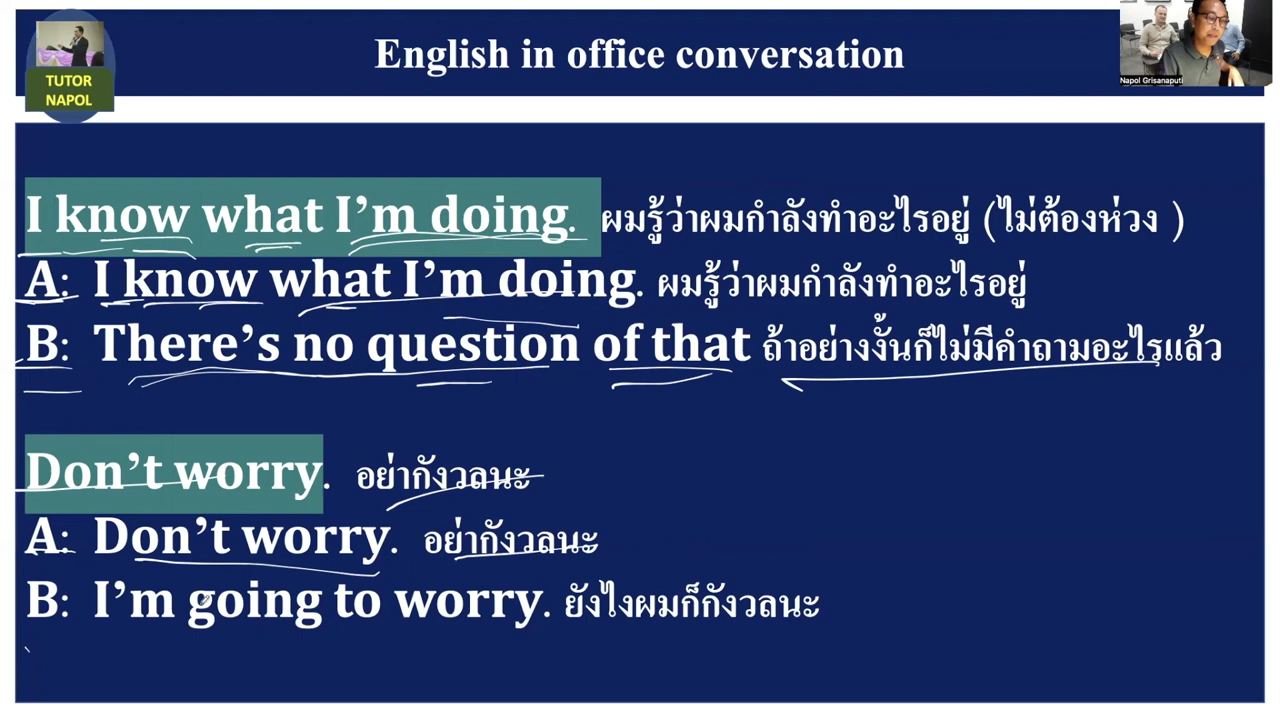 English in office conversation
TUTOR
NAPOL
Napol Grisanaputi
I know what I'm doing. ผมรู้ว่าผมกำลังทำอะไรอยู่ (ไม่ต้องห่วง )
A: I know what I'm doing. ผมรู้ว่าผมกำลังทำอะไรอยู่
B: There's no question of that ถ้าอย่างงั้นก็ไม่มีคำถามอะไรแล้ว
Don't worry. อย่ากังวลนะ
A: Don't worry. อย่ากังวลนะ
B: I'm going to worry. ยังไงผมก็กังวลนะ